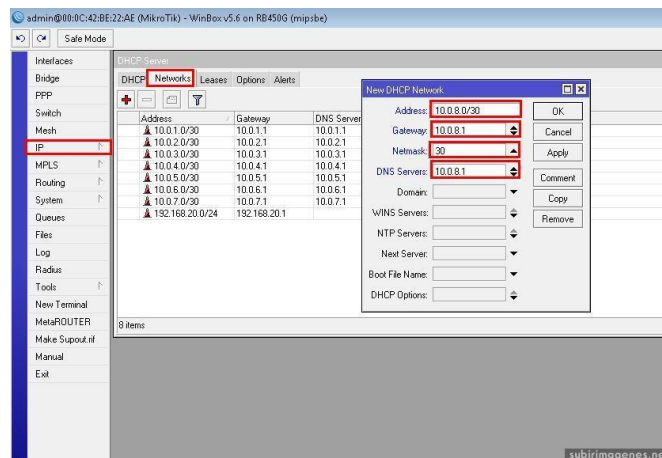 admin@00:0C:42:BE:22:AE (MikroTik) - WinBox v5.6 on RB450G (mipsbe)
Safe Mode
Interfaces
Bridge
PPP
Switch
Mesh
IP
MPLS
Routing
System
Queues
Files
Log
Radius
Tools
New Terminal
MetaROUTER
Make Supout.rif
Manual
Exit
DHCP Server
DHCP Networks Leases Options Alerts
Address Gateway DNS Server
10.0.1.0/30 10.0.1.1 10.0.1.1
10.0.2.0/30 10.0.2.1 10.0.2.1
10.0.3.0/30 10.0.3.1 10.0.3.1
10.0.4.0/30 10.0.4.1 10.0.4.1
10.0.5.0/30 10.0.5.1 10.0.5.1
10.0.6.0/30 10.0.6.1 10.0.6.1
10.0.7.0/30 10.0.7.1 10.0.7.1
192.168.20.0/24 192.168.20.1
8 items
New DHCP Network
Address: 10.0.8.0/30
Gateway: 10.0.8.1
Netmask: 30
DNS Servers: 10.0.8.1
Domain:
WINS Servers:
NTP Servers:
Next Server:
Boot File Name:
DHCP Options:
OK
Cancel
Apply
Comment
Copy
Remove
subirimagenes.ne